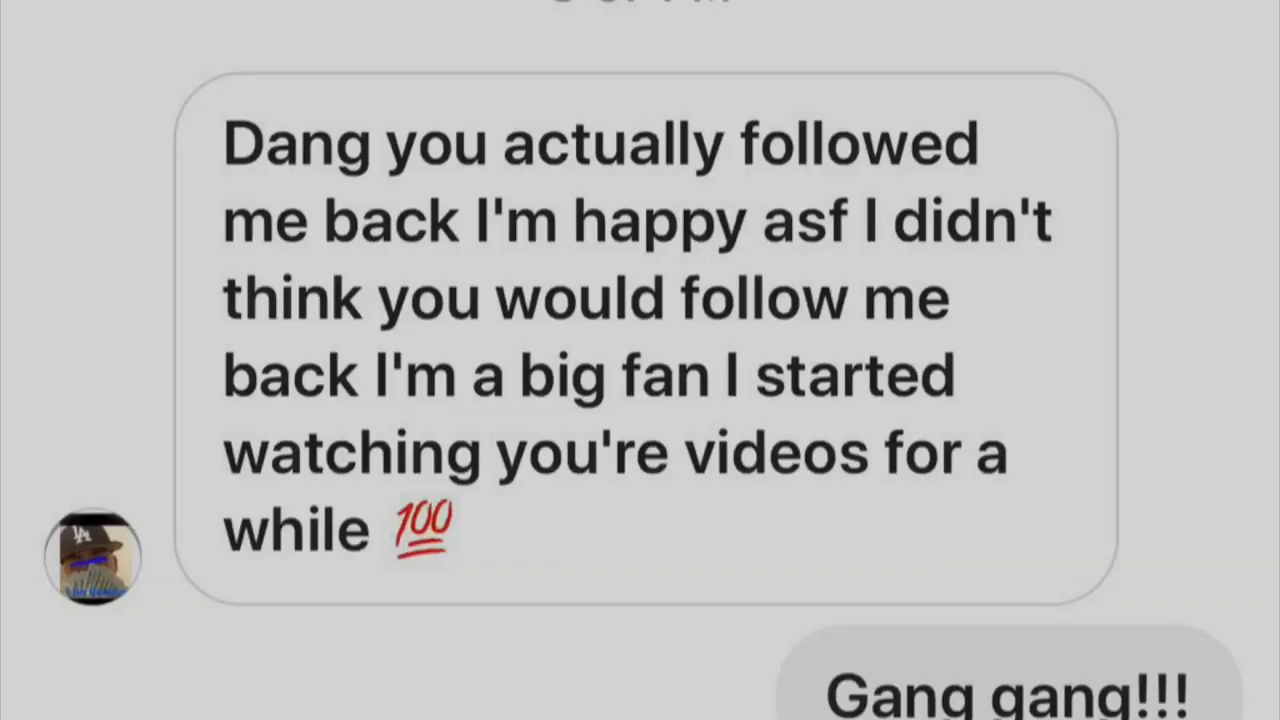 Dang you actually followed
me back I'm happy asf I didn't
think you would follow me
back I'm a big fan I started
watching you're videos for a
while 💯
LA
Gang gang!!!